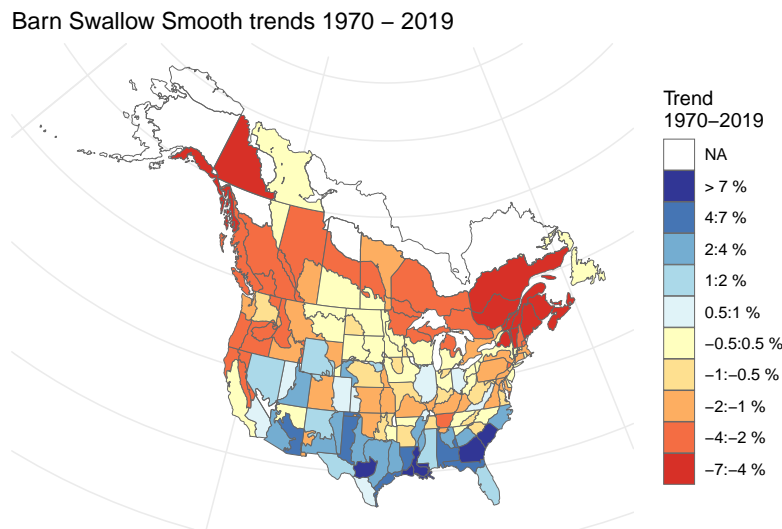 Barn Swallow Smooth trends 1970 − 2019
Trend
1970−2019
NA
> 7 %
4:7 %
2:4 %
1:2 %
0.5:1 %
−0.5:0.5 %
−1:−0.5 %
−2:−1 %
−4:−2 %
−7:−4 %